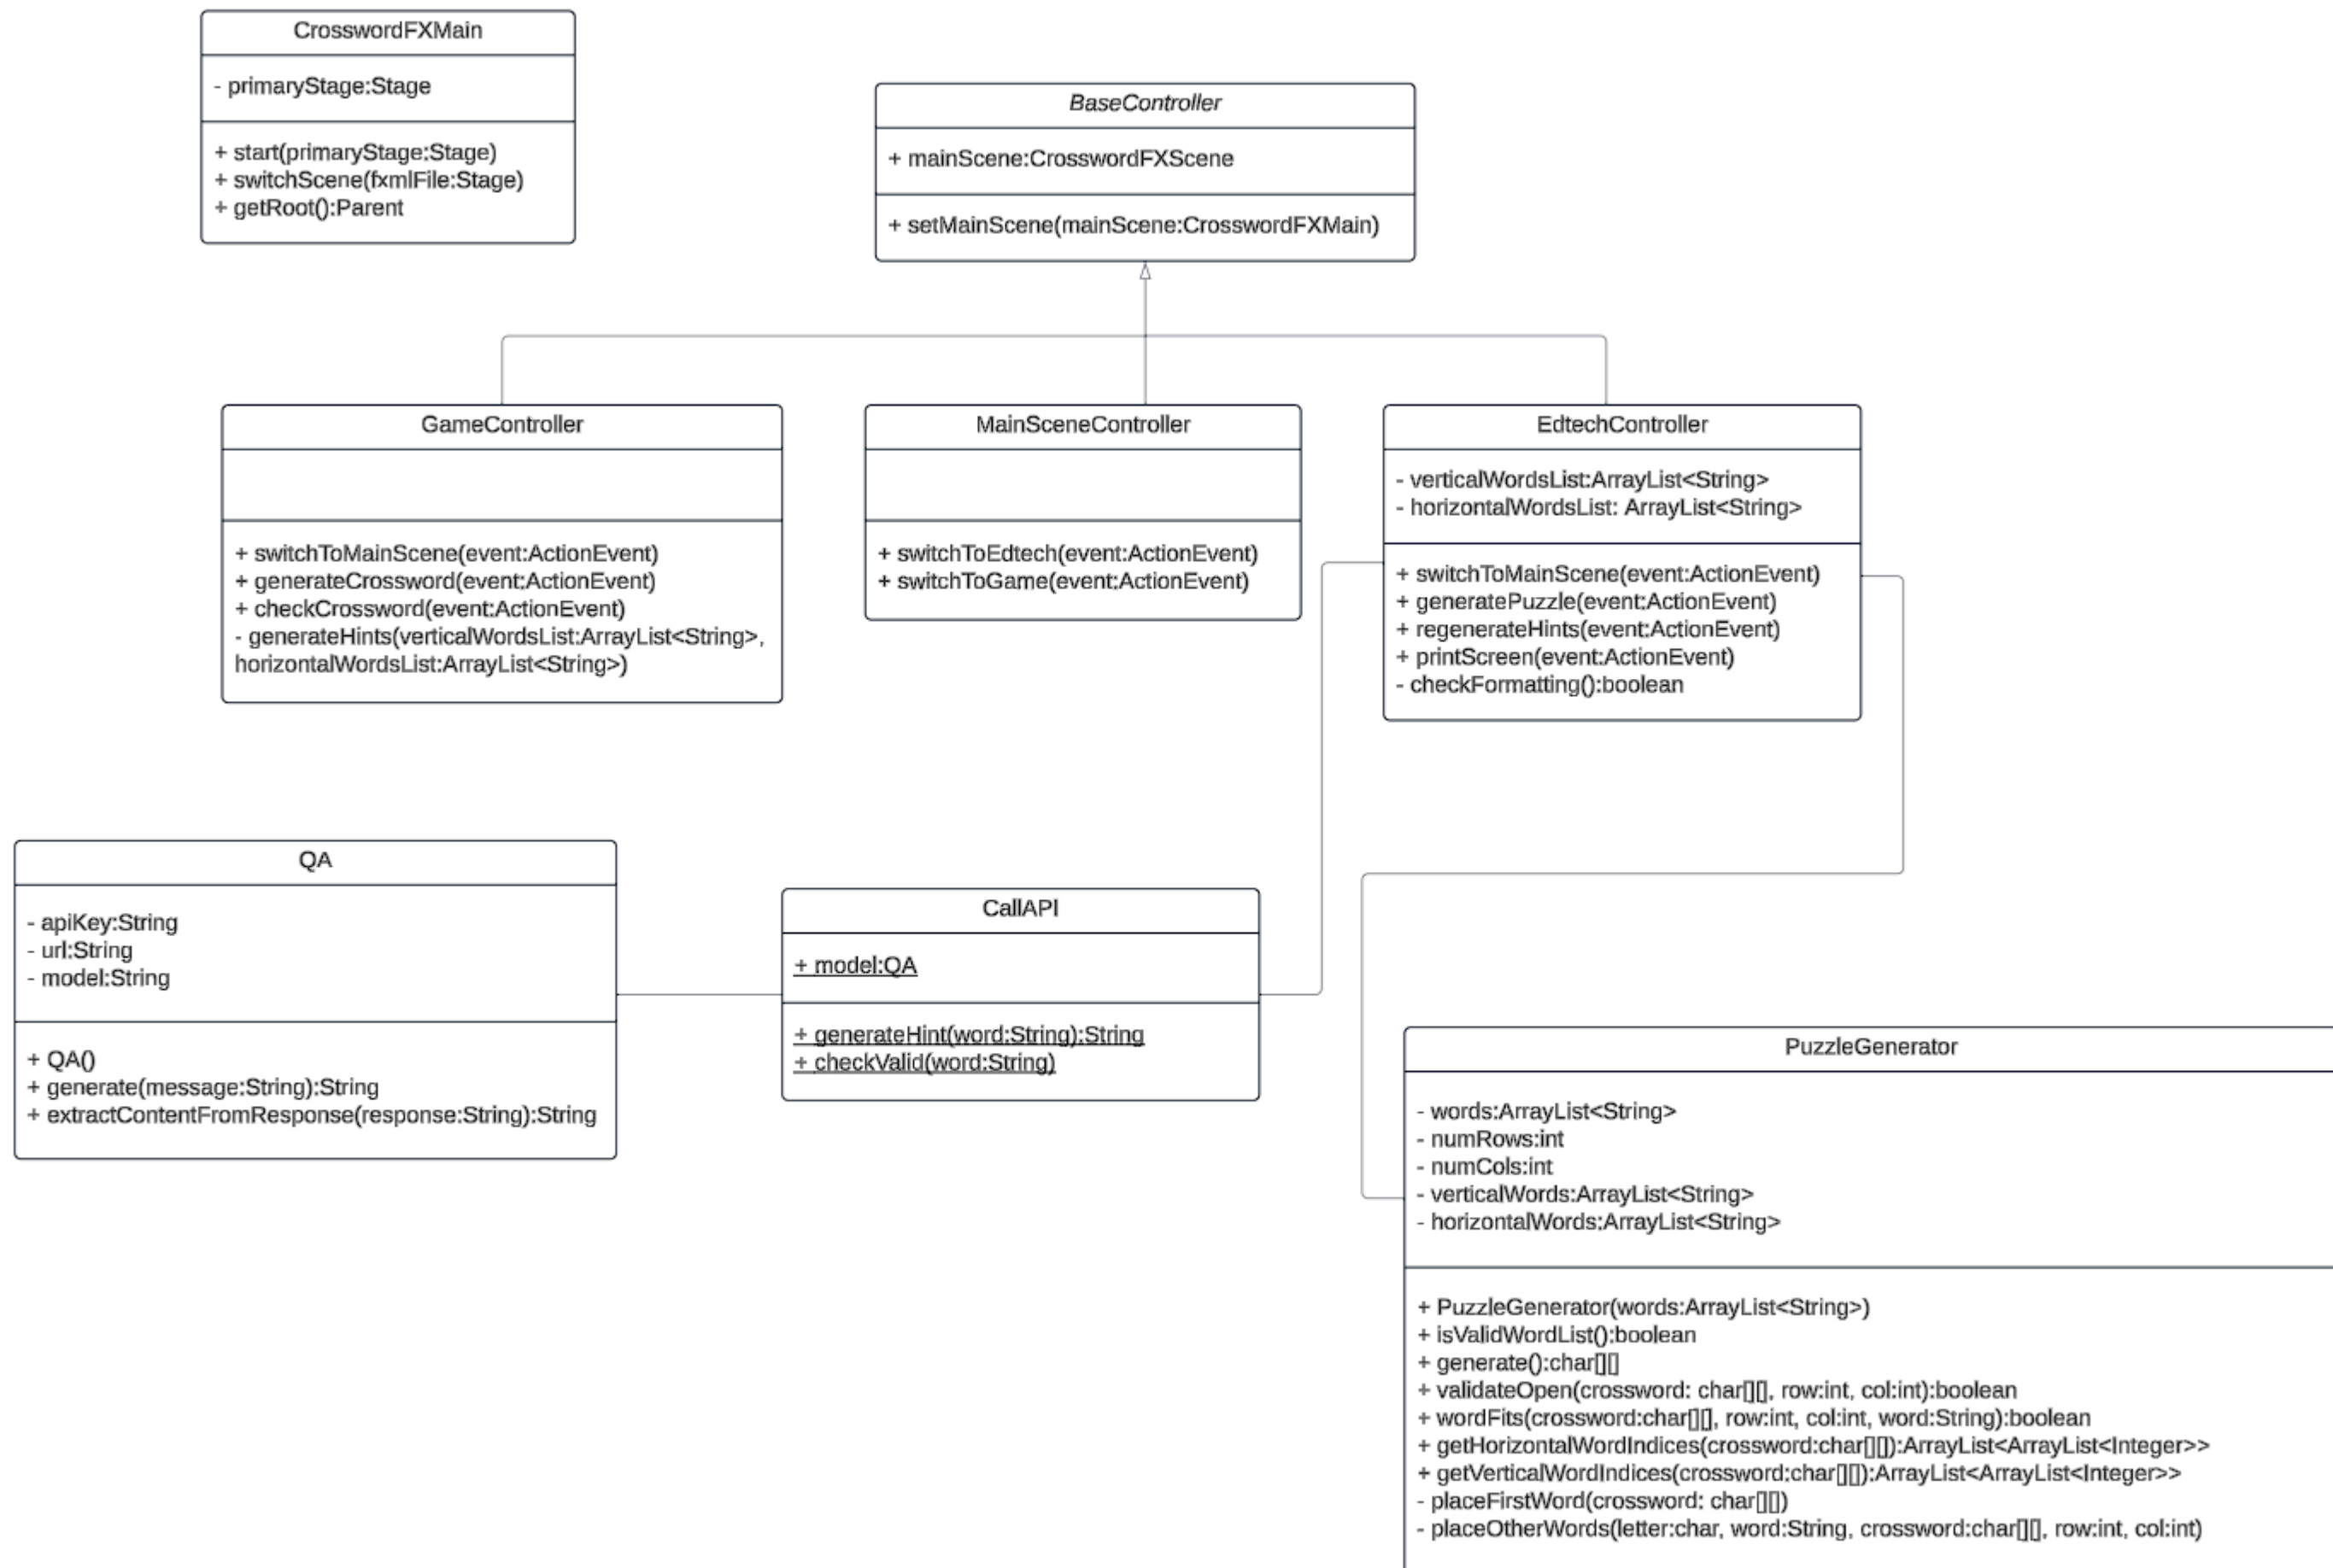 CrosswordFXMain
- primaryStage:Stage
+ start(primaryStage:Stage)
+ switchScene(fxmlFile:Stage)
+ getRoot():Parent
BaseController
+ mainScene:CrosswordFXScene
+ setMainScene(mainScene:CrosswordFXMain)
GameController
+ switchToMainScene(event:ActionEvent)
+ generateCrossword(event:ActionEvent)
+ checkCrossword(event:ActionEvent)
- generateHints(verticalWordsList:ArrayList<String>,
horizontalWordsList:ArrayList<String>)
MainSceneController
+ switchToEdtech(event:ActionEvent)
+ switchToGame(event:ActionEvent)
EdtechController
- verticalWordsList:ArrayList<String>
- horizontalWordsList: ArrayList<String>
+ switchToMainScene(event:ActionEvent)
+ generatePuzzle(event:ActionEvent)
+ regenerateHints(event:ActionEvent)
+ printScreen(event:ActionEvent)
- checkFormatting():boolean
QA
- apiKey:String
- url:String
- model:String
+ QA()
+ generate(message:String):String
+ extractContentFromResponse(response:String):String
CallAPI
+ model:QA
+ generateHint(word:String):String
+ checkValid(word:String)
PuzzleGenerator
- words:ArrayList<String>
- numRows:int
- numCols:int
- verticalWords:ArrayList<String>
- horizontalWords:ArrayList<String>
+ PuzzleGenerator(words:ArrayList<String>)
+ isValidWordList():boolean
+ generate():char[][]
+ validateOpen(crossword: char[][], row:int, col:int):boolean
+ wordFits(crossword:char[][], row:int, col:int, word:String):boolean
+ getHorizontalWordIndices(crossword:char[][]):ArrayList<ArrayList<Integer>>
+ getVerticalWordIndices(crossword:char[][]):ArrayList<ArrayList<Integer>>
- placeFirstWord(crossword: char[][])
- placeOtherWords(letter:char, word:String, crossword:char[][], row:int, col:int)